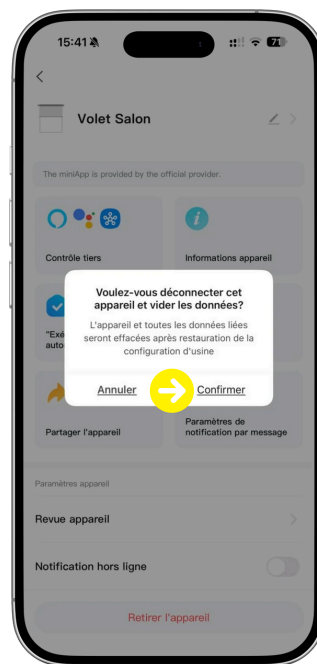 15:41
71
Volet Salon
The miniApp is provided by the official provider.
Contrôle tiers
Informations appareil
Voulez-vous déconnecter cet
appareil et vider les données?
L'appareil et toutes les données liées
seront effacées après restauration de la
configuration d'usine
"Exé
auto
Annuler
Confirmer
Partager l'appareil
Paramètres de
notification par message
Paramètres appareil
Revue appareil
Notification hors ligne
Retirer l'appareil